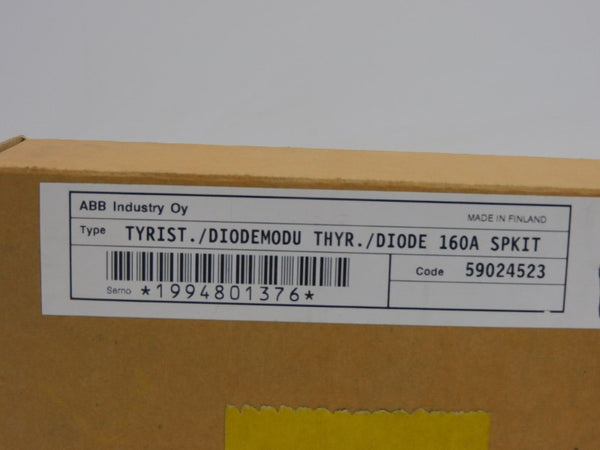 ABB Industry Oy
MADE IN FINLAND
Type TYRIST./DIODEMODU THYR./DIODE 160A SPKIT
Serno *1994801376*
Code 59024523